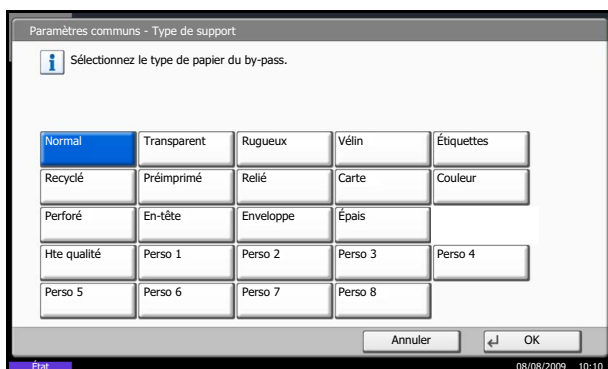 Paramètres communs - Type de support
Sélectionnez le type de papier du by-pass.
Normal Transparent Rugueux Vélin Étiquettes
Recyclé Préimprimé Relié Carte Couleur
Perforé En-tête Enveloppe Épais
Hte qualité Perso 1 Perso 2 Perso 3 Perso 4
Perso 5 Perso 6 Perso 7 Perso 8
Annuler OK
État 08/08/2009 10:10